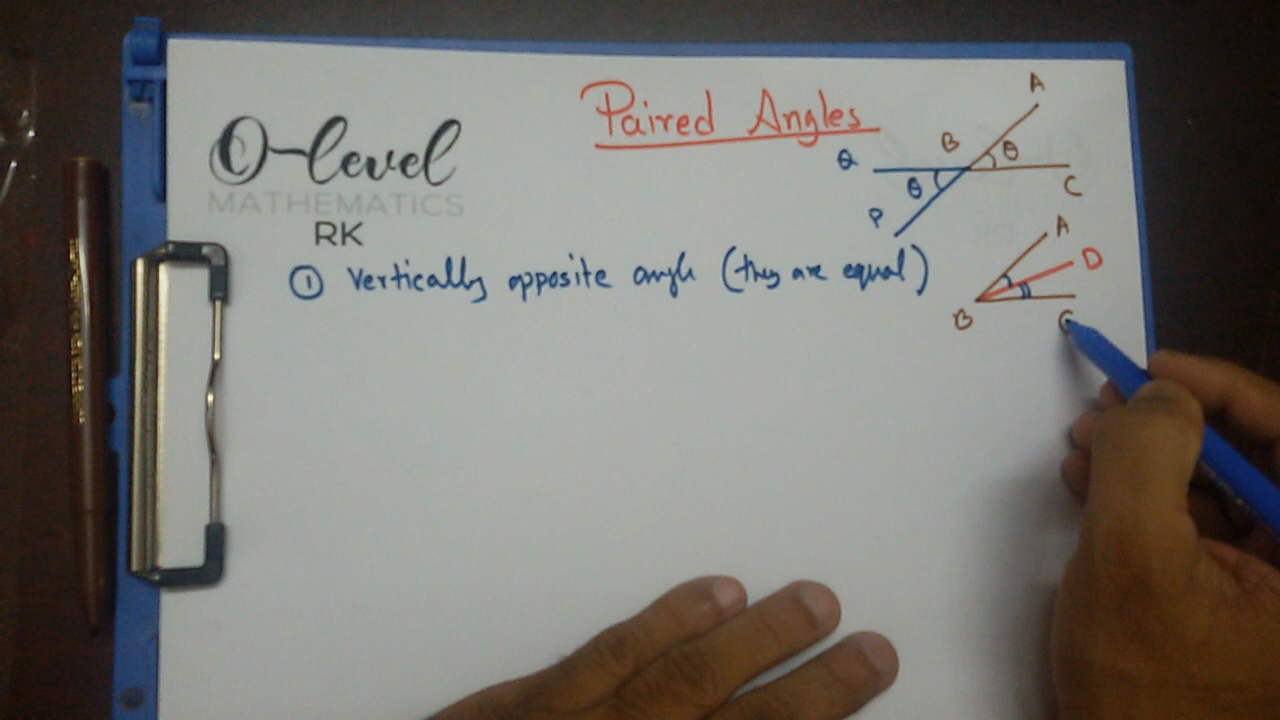 Paired Angles
O-level
MATHEMATICS
RK
A
B
θ
Q
θ
C
P
① Vertically opposite angle (they are equal)
A
D
B
C